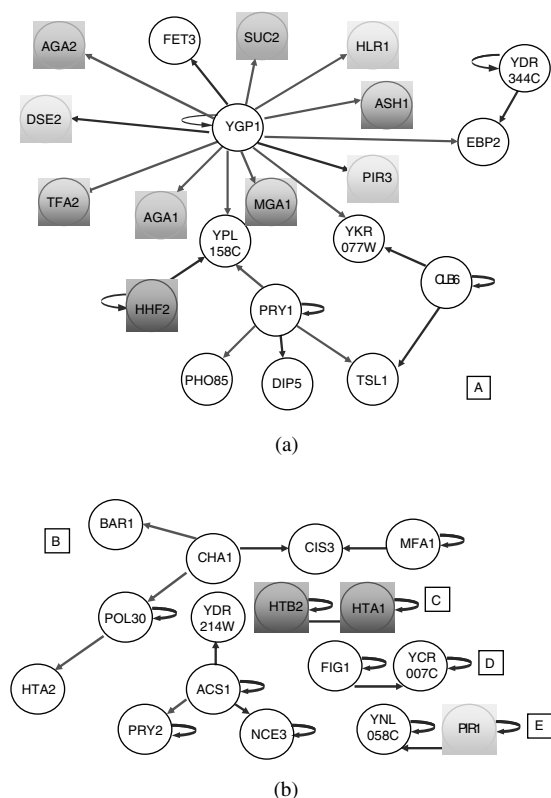 AGA2
FET3
SUC2
HLR1
YDR
344C
DSE2
YGP1
ASH1
EBP2
TFA2
AGA1
MGA1
PIR3
YPL
158C
YKR
077W
HHF2
PRY1
CLB6
PHO85
DIP5
TSL1
A
(a)
BAR1
B
CHA1
CIS3
MFA1
POL30
YDR
214W
HTB2
HTA1
C
HTA2
ACS1
FIG1
YCR
007C
D
PRY2
NCE3
YNL
058C
PIR1
E
(b)